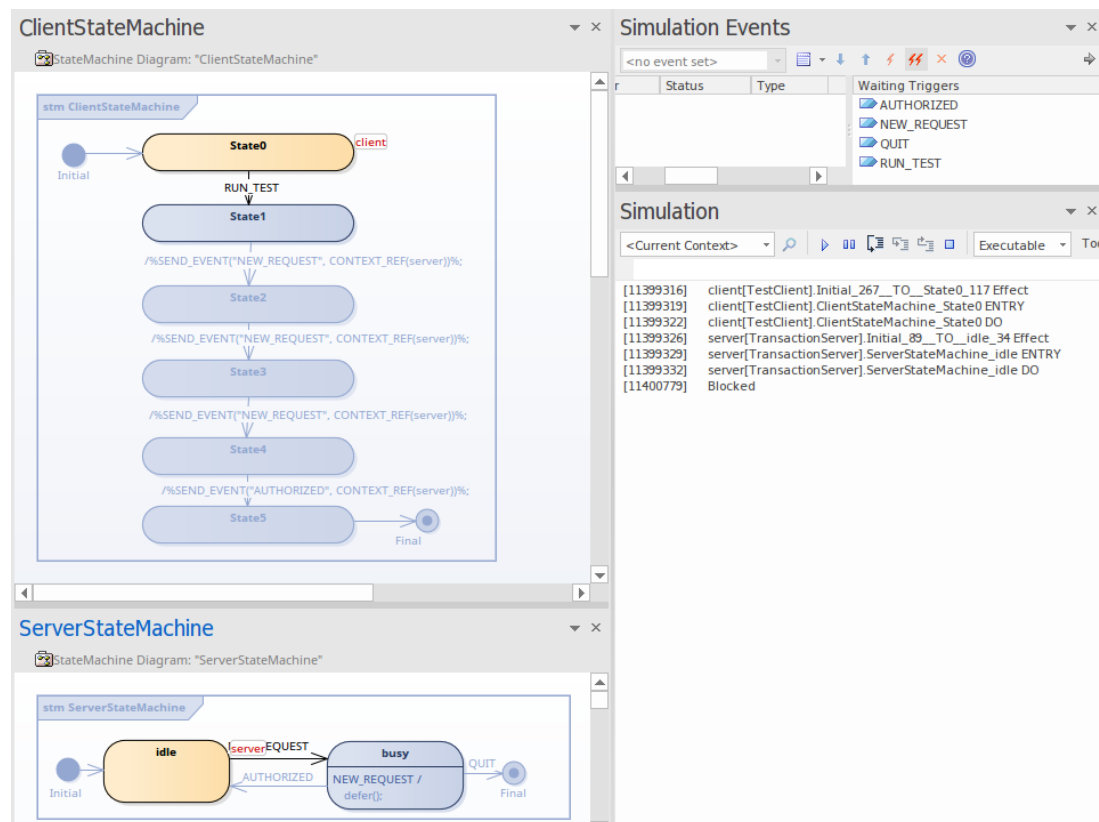 ClientStateMachine
StateMachine Diagram: "ClientStateMachine"
stm ClientStateMachine
Initial
State0
client
RUN_TEST
State1
/%SEND_EVENT("NEW_REQUEST", CONTEXT_REF(server))%;
State2
/%SEND_EVENT("NEW_REQUEST", CONTEXT_REF(server))%;
State3
/%SEND_EVENT("NEW_REQUEST", CONTEXT_REF(server))%;
State4
/%SEND_EVENT("AUTHORIZED", CONTEXT_REF(server))%;
State5
Final
ServerStateMachine
StateMachine Diagram: "ServerStateMachine"
stm ServerStateMachine
Initial
idle
server
EQUEST
AUTHORIZED
busy
NEW_REQUEST /
defer();
QUIT
Final
Simulation Events
<no event set>
r Status Type Waiting Triggers
AUTHORIZED
NEW_REQUEST
QUIT
RUN_TEST
Simulation
<Current Context> Executable Too
[11399316] client[TestClient].Initial_267__TO__State0_117 Effect
[11399319] client[TestClient].ClientStateMachine_State0 ENTRY
[11399322] client[TestClient].ClientStateMachine_State0 DO
[11399326] server[TransactionServer].Initial_89__TO__idle_34 Effect
[11399329] server[TransactionServer].ServerStateMachine_idle ENTRY
[11399332] server[TransactionServer].ServerStateMachine_idle DO
[11400779] Blocked